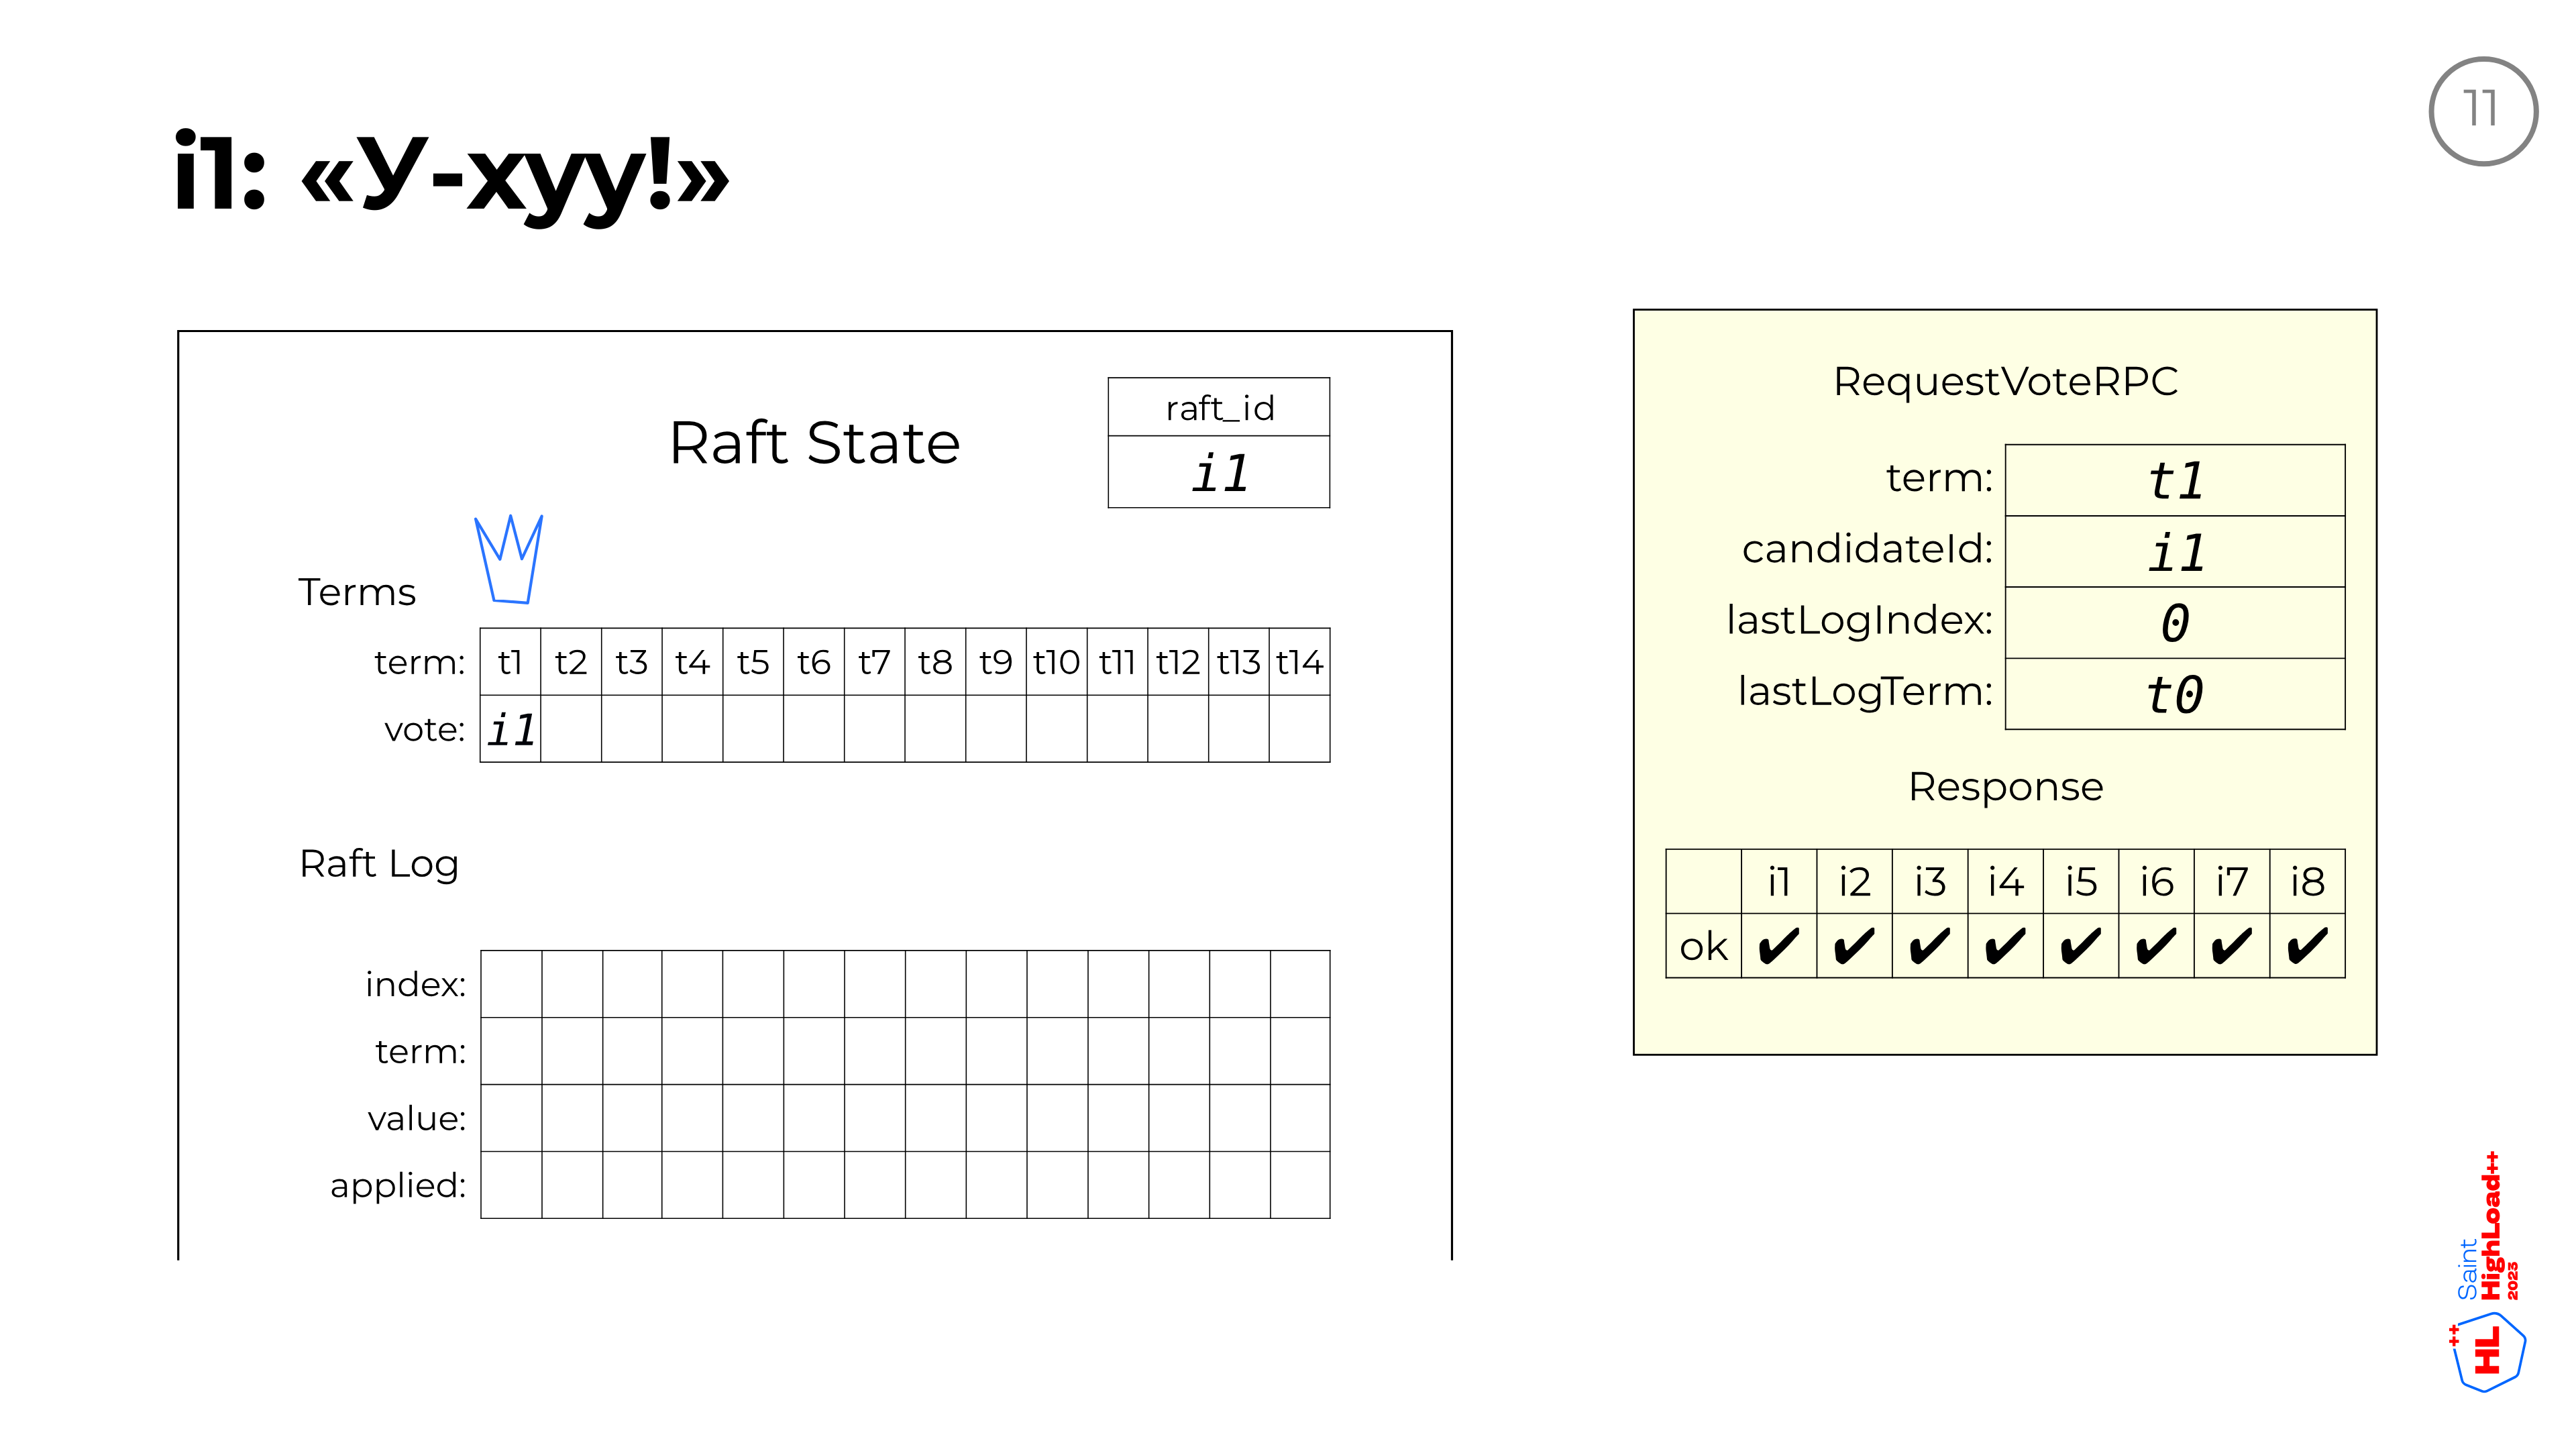 11
i1: «У-хуу!»
Raft State
raft_id
i1
Terms
term: t1 t2 t3 t4 t5 t6 t7 t8 t9 t10 t11 t12 t13 t14
vote: i1
Raft Log
index:
term:
value:
applied:
RequestVoteRPC
term: t1
candidateId: i1
lastLogIndex: 0
lastLogTerm: t0
Response
i1 i2 i3 i4 i5 i6 i7 i8
ok ✔ ✔ ✔ ✔ ✔ ✔ ✔ ✔
Saint
HighLoad++
2023
HL++